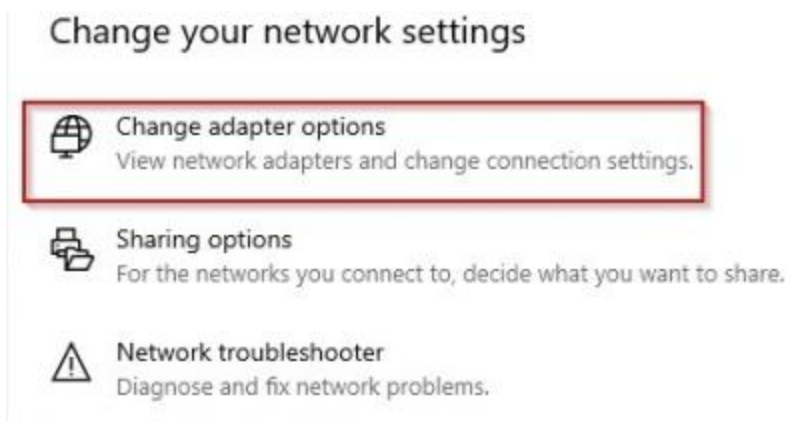 Change your network settings
Change adapter options
View network adapters and change connection settings.
Sharing options
For the networks you connect to, decide what you want to share.
Network troubleshooter
Diagnose and fix network problems.